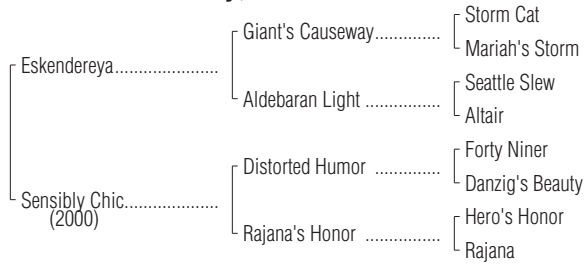 Storm Cat
Giant's Causeway..............
Mariah's Storm
Eskendereya.....................
Seattle Slew
Aldebaran Light ................
Altair
Forty Niner
Distorted Humor ..............
Danzig's Beauty
Sensibly Chic...................
(2000)
Hero's Honor
Rajana's Honor ................
Rajana